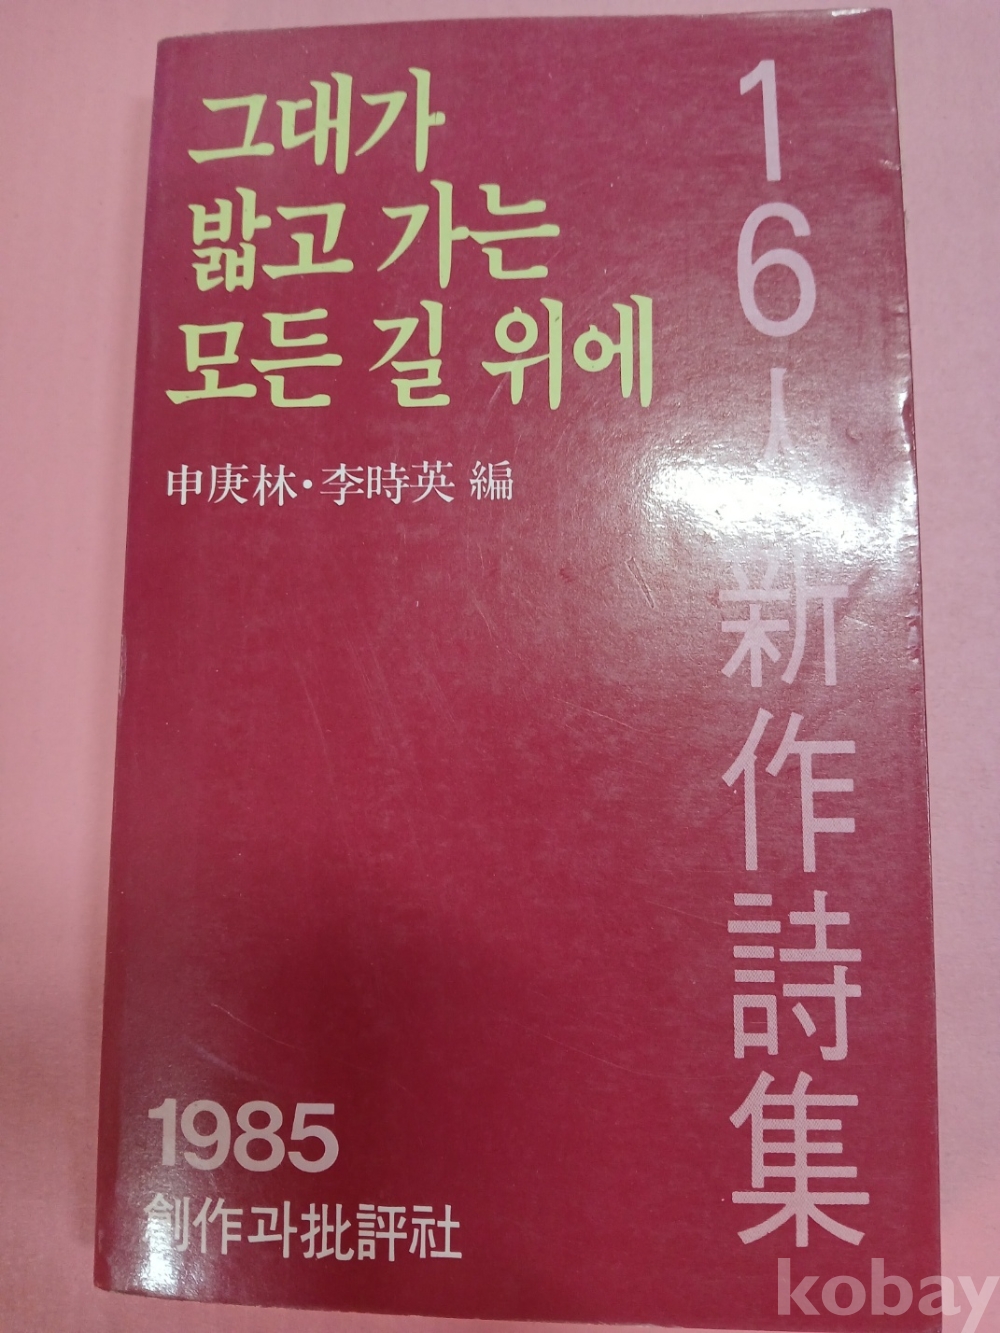 그대가
밟고 가는
모든 길 위에
申庚林·李時英 編
16人新作詩集
1985
創作과批評社
kobay